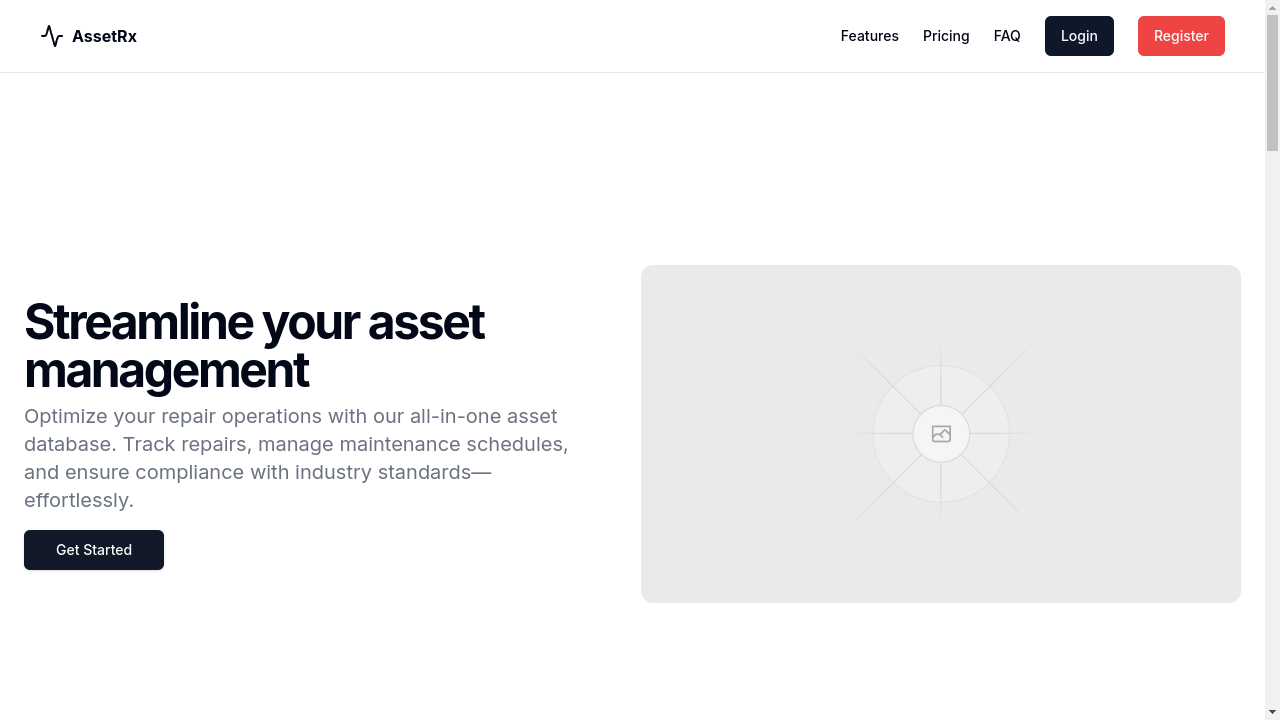 AssetRx
Features
Pricing
FAQ
Login
Register
Streamline your asset
management
Optimize your repair operations with our all-in-one asset
database. Track repairs, manage maintenance schedules,
and ensure compliance with industry standards—
effortlessly.
Get Started